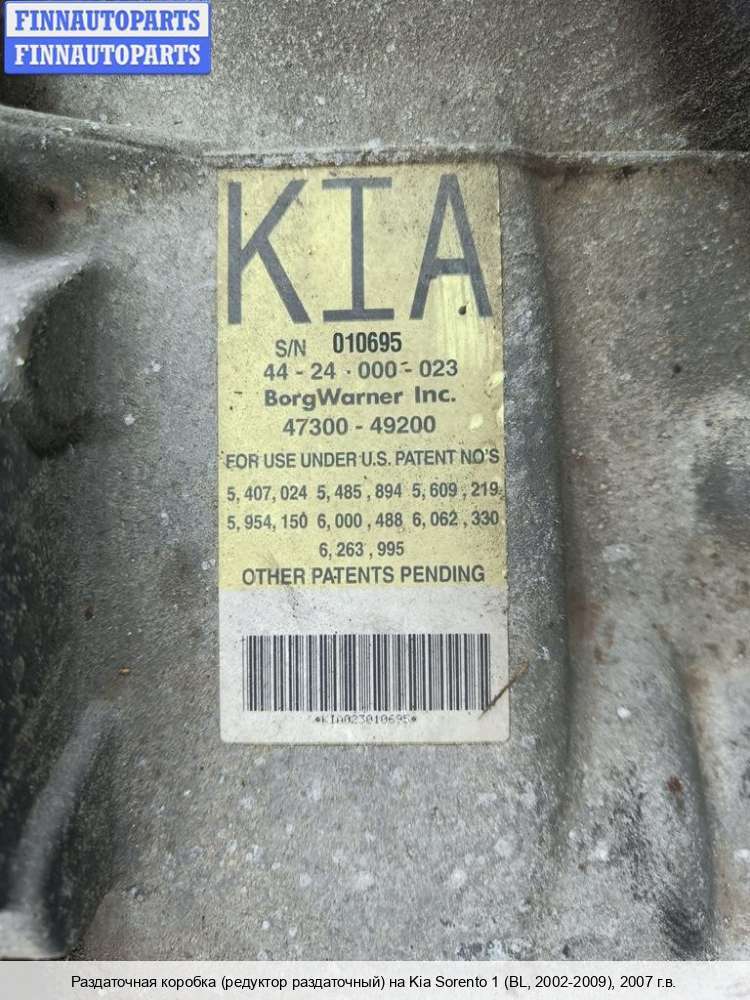 FINNAUTOPARTS
FINNAUTOPARTS
KIA
S/N 010695
44 - 24 - 000 - 023
BorgWarner Inc.
47300 - 49200
FOR USE UNDER U.S. PATENT NO'S
5,407,024 5,485,894 5,609,219
5,954,150 6,000,488 6,062,330
6,263,995
OTHER PATENTS PENDING
*KIA023010695*
Раздаточная коробка (редуктор раздаточный) на Kia Sorento 1 (BL, 2002-2009), 2007 г.в.